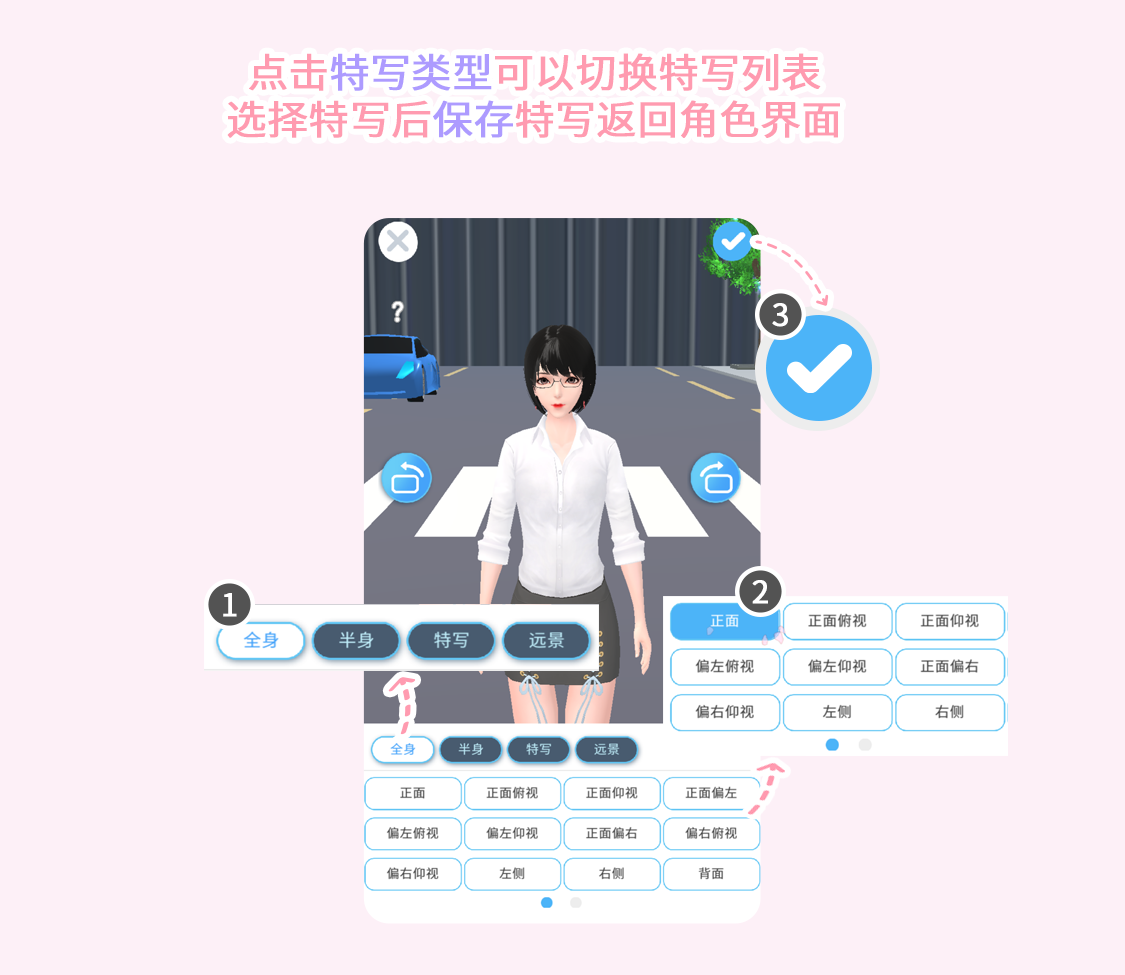 点击特写类型可以切换特写列表
选择特写后保存特写返回角色界面
?
3
1
全身 半身 特写 远景
2
正面 正面俯视 正面仰视
偏左俯视 偏左仰视 正面偏右
偏右仰视 左侧 右侧
全身 半身 特写 远景
正面 正面俯视 正面仰视 正面偏左
偏左俯视 偏左仰视 正面偏右 偏右俯视
偏右仰视 左侧 右侧 背面